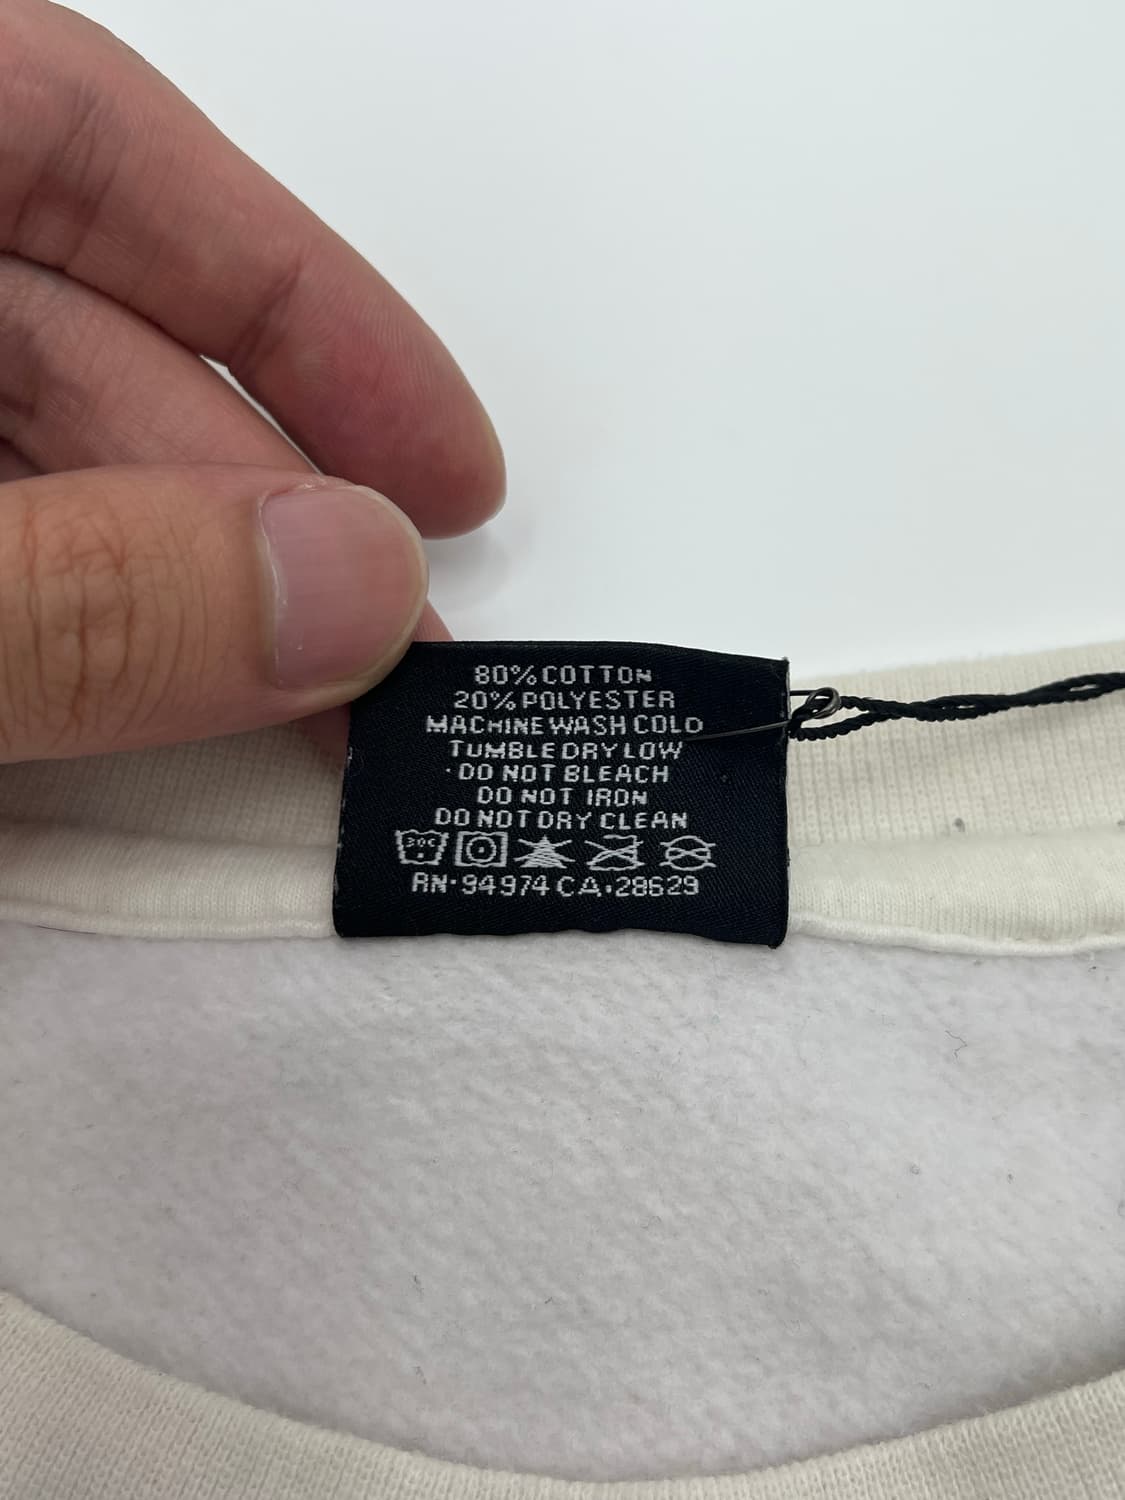 80% COTTON
20% POLYESTER
MACHINE WASH COLD
TUMBLE DRY LOW
DO NOT BLEACH
DO NOT IRON
DO NOT DRY CLEAN
30C
RN·94974 CA·28629